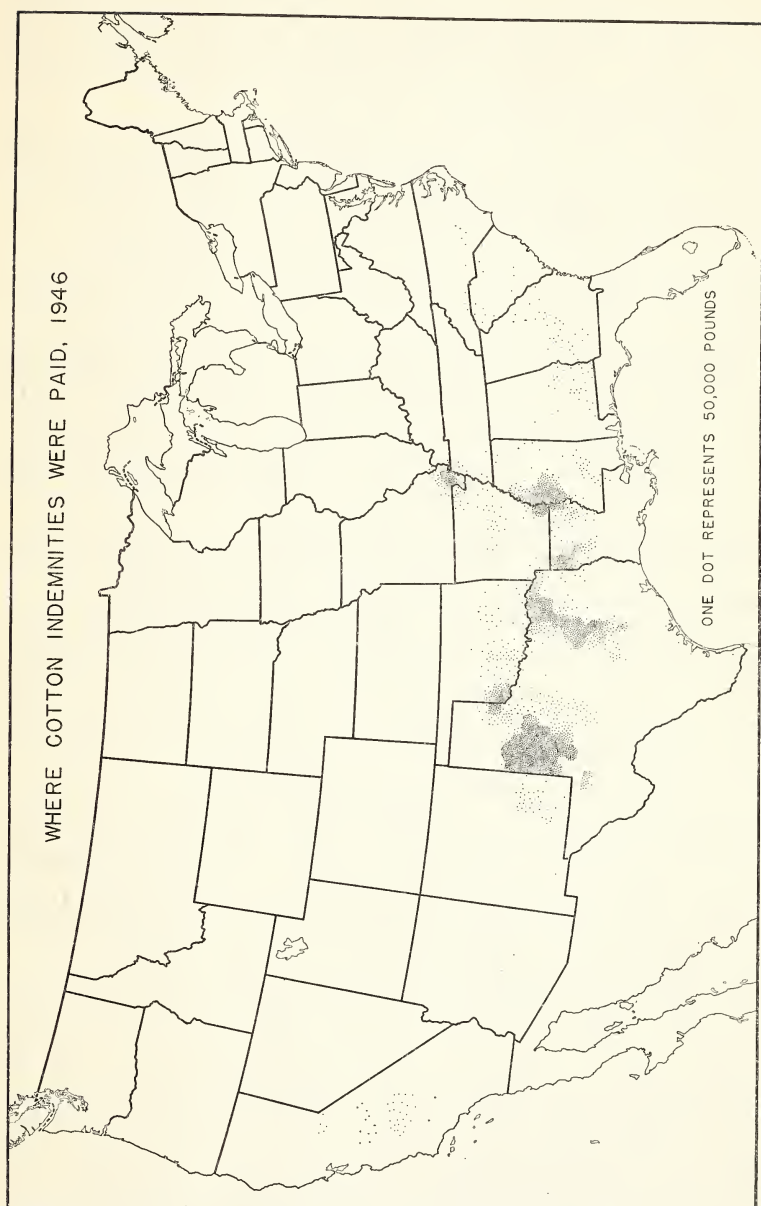 WHERE COTTON INDEMNITIES WERE PAID, 1946
ONE DOT REPRESENTS 50,000 POUNDS